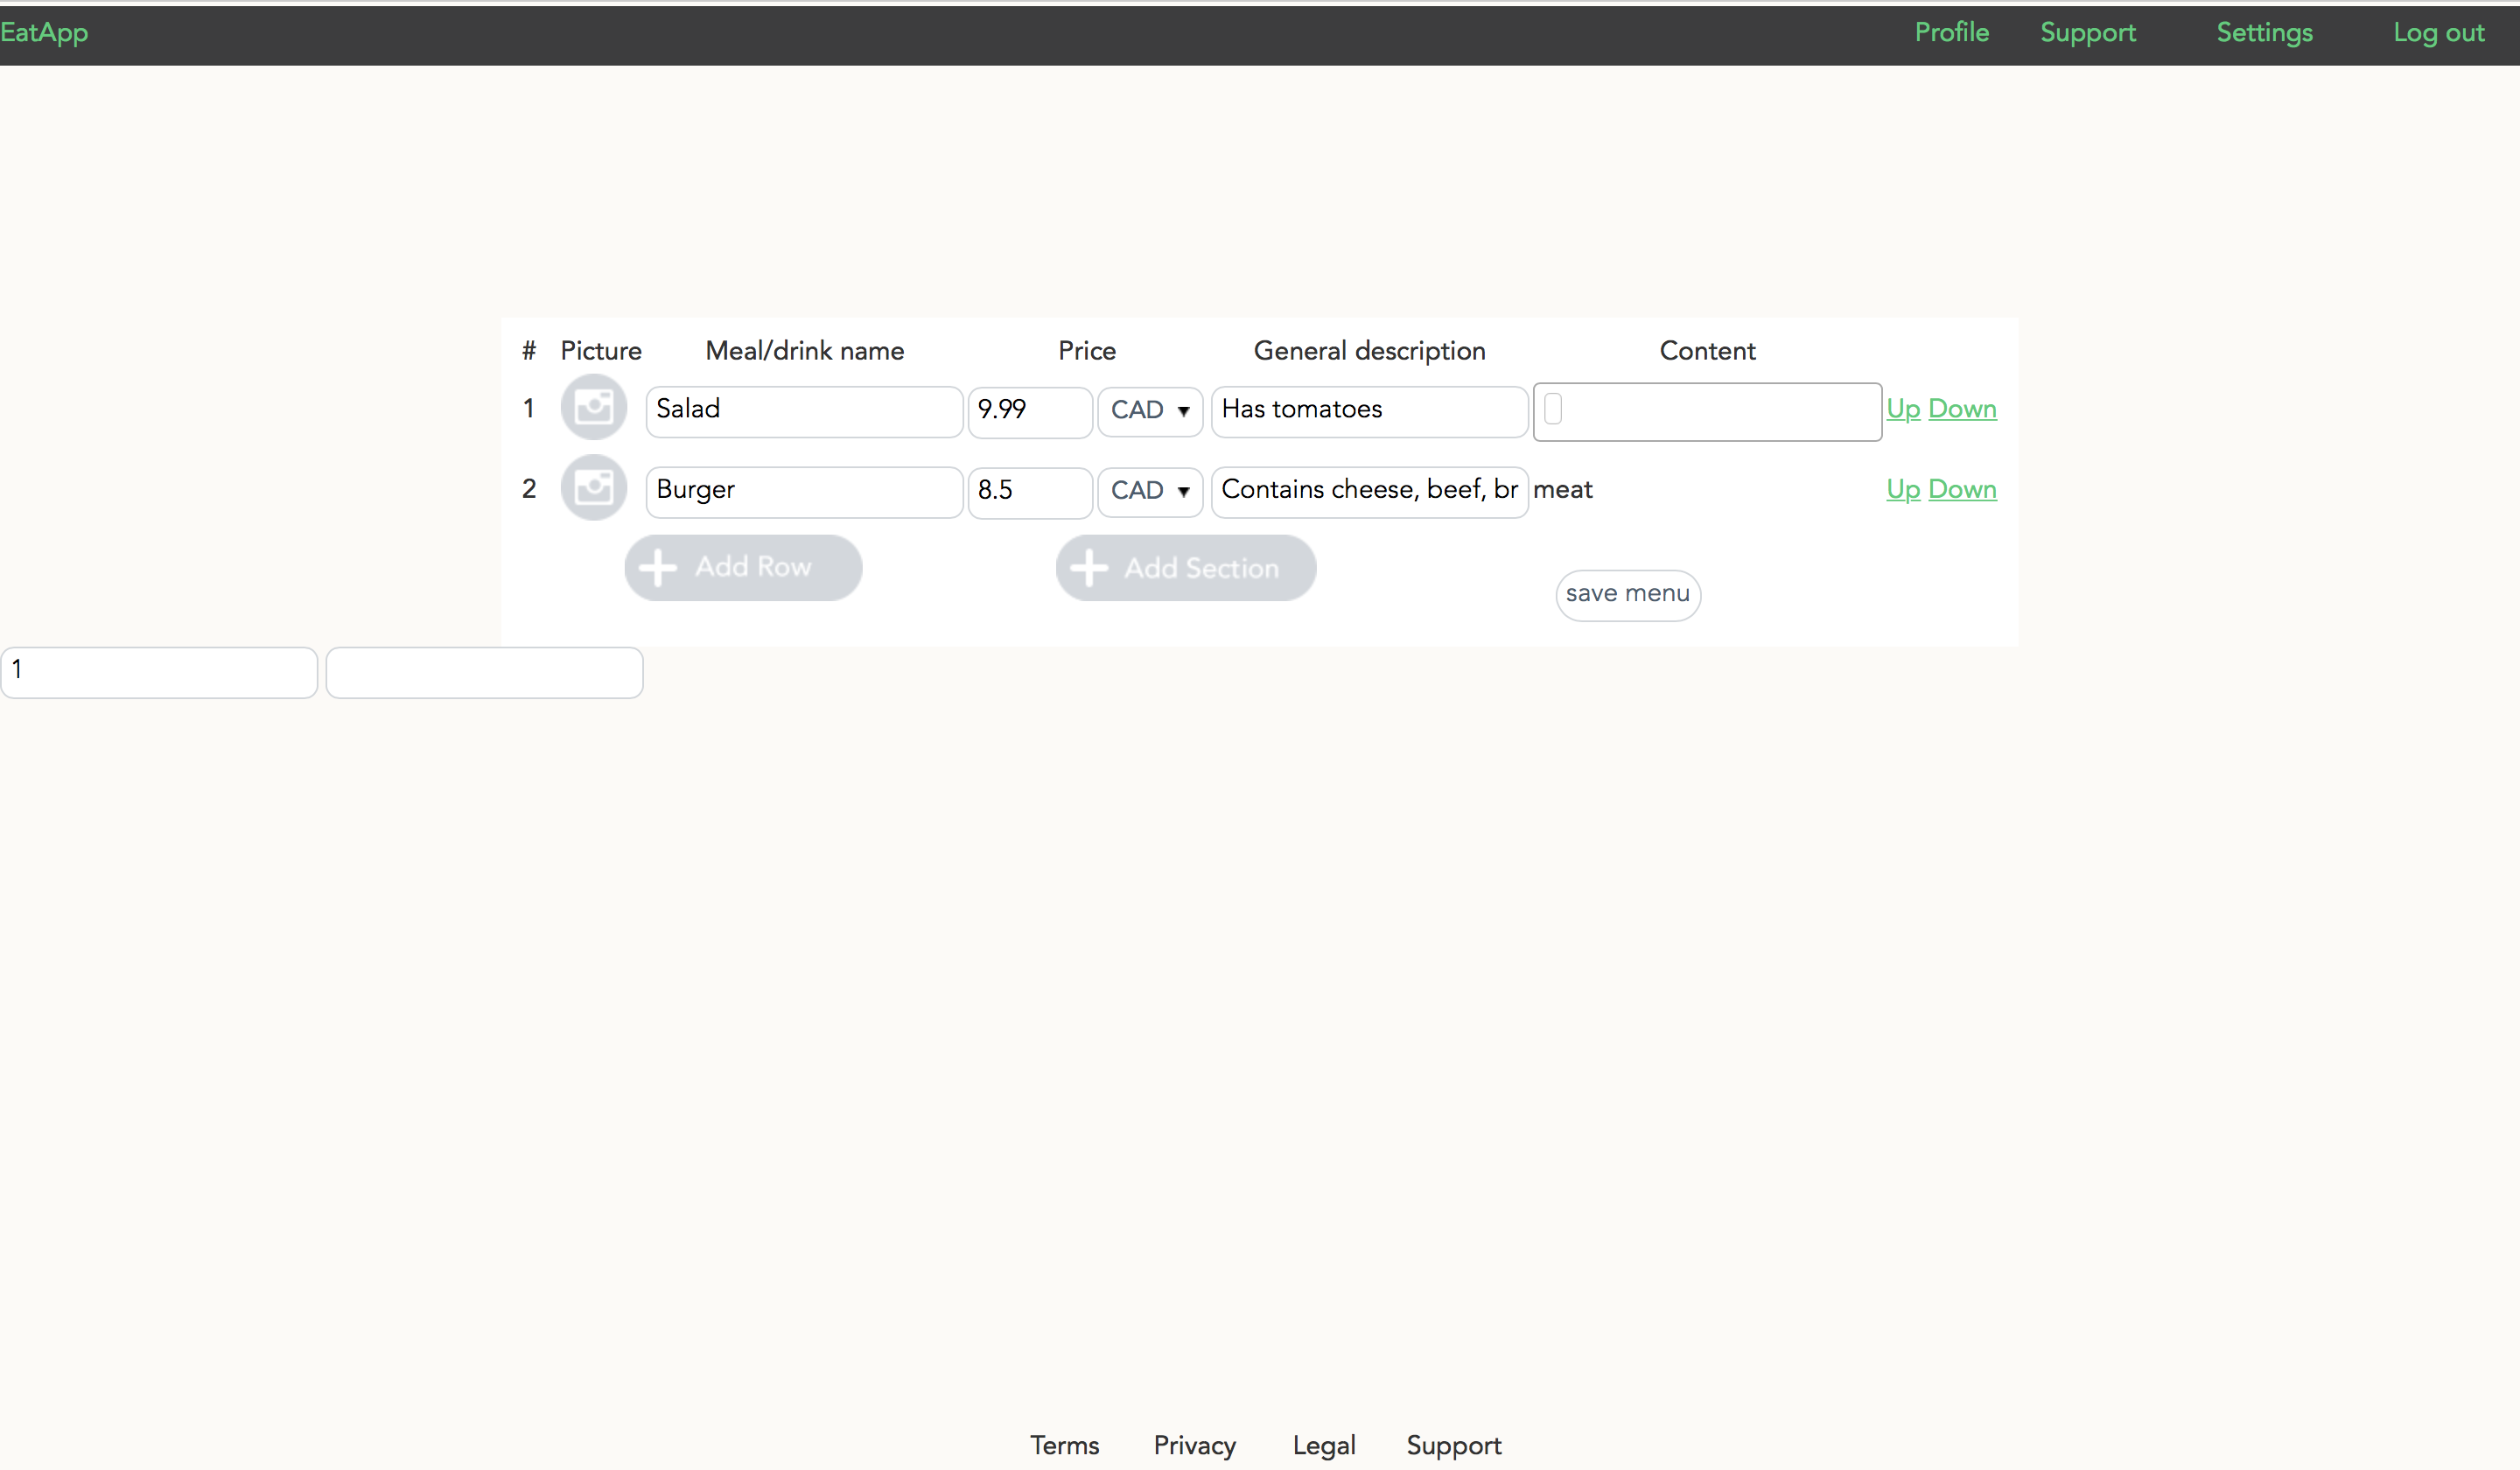 EatApp Profile Support Settings Log out
# Picture Meal/drink name Price General description Content
1 Salad 9.99 CAD ▼ Has tomatoes Up Down
2 Burger 8.5 CAD ▼ Contains cheese, beef, br meat Up Down
Add Row Add Section
save menu
1
Terms Privacy Legal Support